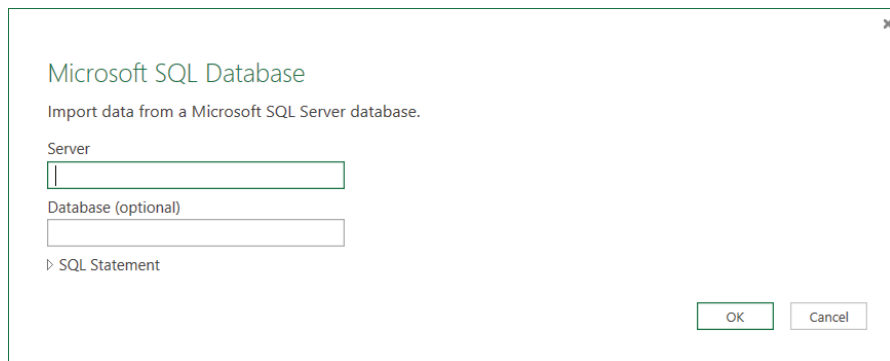 Microsoft SQL Database
Import data from a Microsoft SQL Server database.
Server
Database (optional)
SQL Statement
OK
Cancel